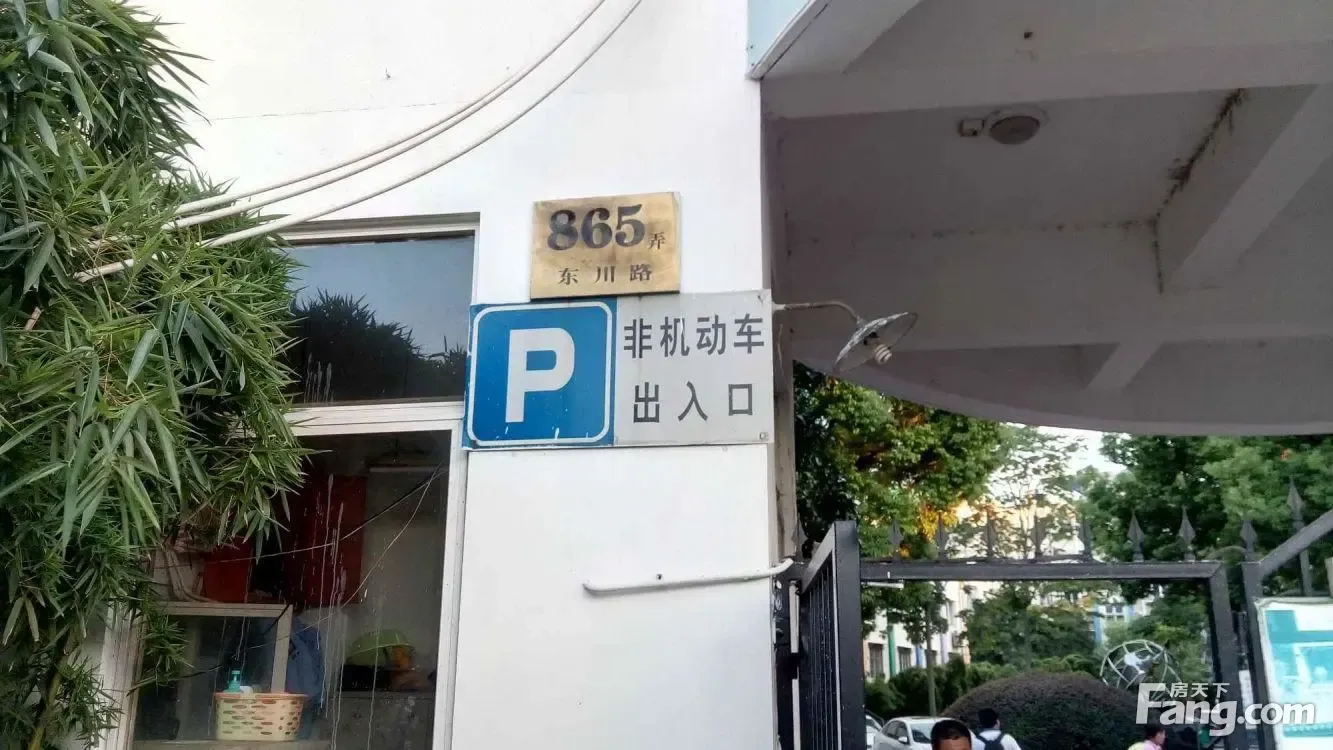 865弄
东川路
P
非机动车
出入口
房天下
Fang.com